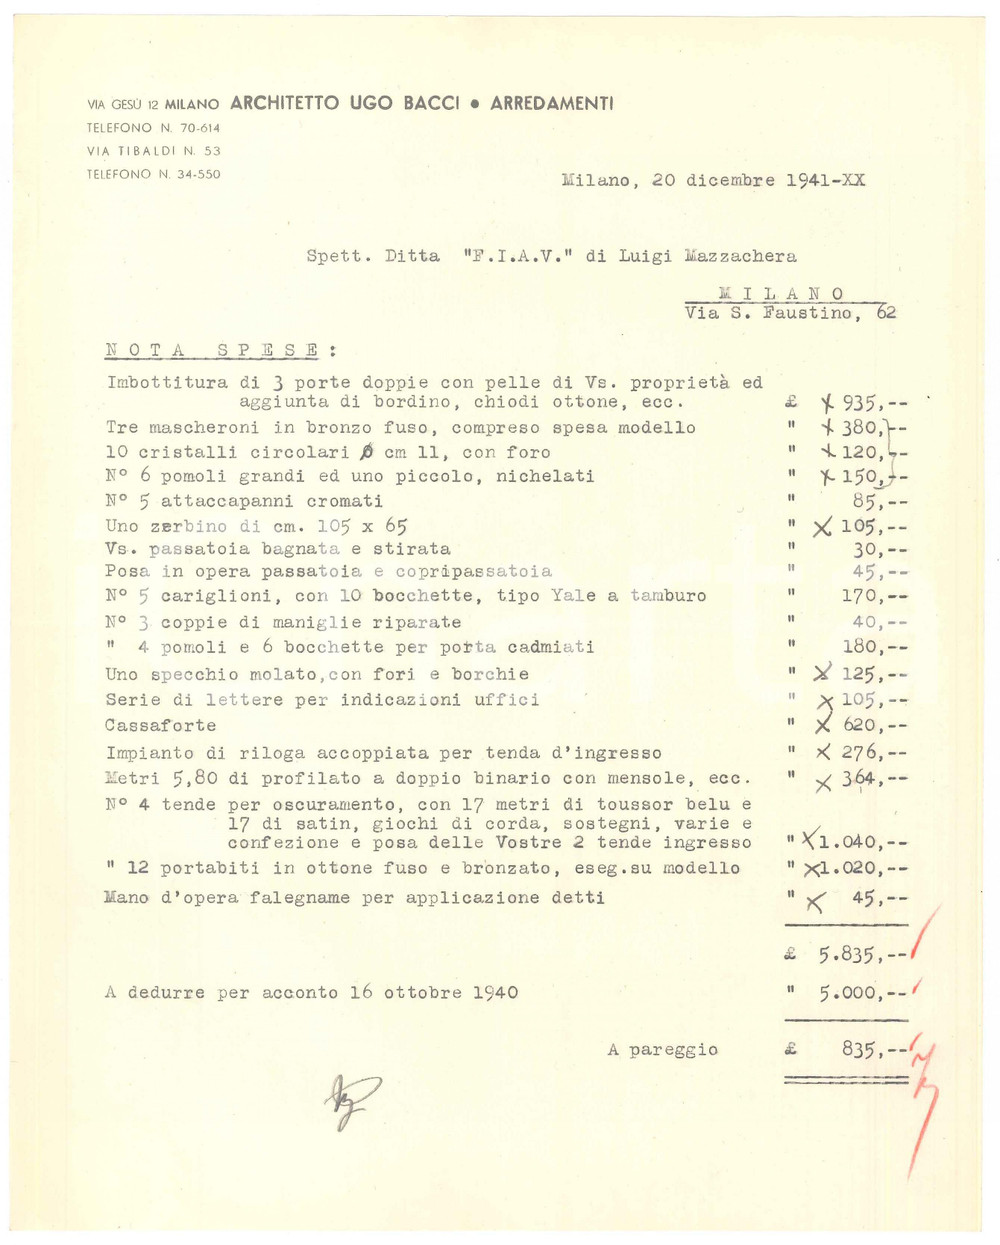 VIA GESÙ 12 MILANO ARCHITETTO UGO BACCI • ARREDAMENTI
TELEFONO N. 70-614
VIA TIBALDI N. 53
TELEFONO N. 34-550
Milano, 20 dicembre 1941-XX
Spett. Ditta "F.I.A.V." di Luigi Mazzachera
M I L A N O
Via S. Faustino, 62
N O T A S P E S E :
Imbottitura di 3 porte doppie con pelle di Vs. proprietà ed
aggiunta di bordino, chiodi ottone, ecc. £ 935,--
Tre mascheroni in bronzo fuso, compreso spesa modello " 380,--
10 cristalli circolari Ø cm 11, con foro " 120,--
N° 6 pomoli grandi ed uno piccolo, nichelati " 150,--
N° 5 attaccapanni cromati " 85,--
Uno zerbino di cm. 105 x 65 " 105,--
Vs. passatoia bagnata e stirata " 30,--
Posa in opera passatoia e copripassatoia " 45,--
N° 5 cariglioni, con 10 bocchette, tipo Yale a tamburo " 170,--
N° 3 coppie di maniglie riparate " 40,--
" 4 pomoli e 6 bocchette per porta cadmiati " 180,--
Uno specchio molato,con fori e borchie " 125,--
Serie di lettere per indicazioni uffici " 105,--
Cassaforte " 620,--
Impianto di riloga accoppiata per tenda d'ingresso " 276,--
Metri 5,80 di profilato a doppio binario con mensole, ecc. " 364,--
N° 4 tende per oscuramento, con 17 metri di toussor belu e
17 di satin, giochi di corda, sostegni, varie e
confezione e posa delle Vostre 2 tende ingresso " 1.040,--
" 12 portabiti in ottone fuso e bronzato, eseg.su modello " 1.020,--
Mano d'opera falegname per applicazione detti " 45,--
£ 5.835,--
A dedurre per acconto 16 ottobre 1940 " 5.000,--
A pareggio £ 835,--